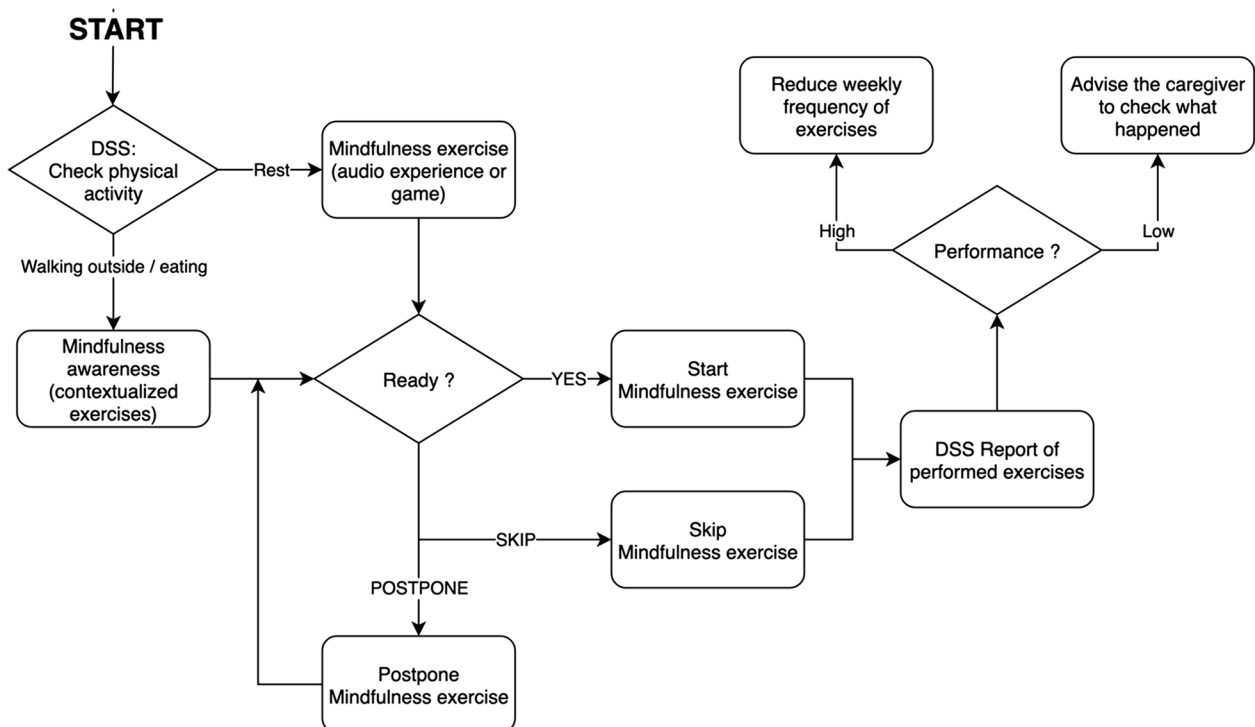 START
DSS:
Check physical
activity
Rest
Mindfulness exercise
(audio experience or
game)
Walking outside / eating
Mindfulness
awareness
(contextualized
exercises)
Ready ?
YES
Start
Mindfulness exercise
SKIP
Skip
Mindfulness exercise
POSTPONE
Postpone
Mindfulness exercise
DSS Report of
performed exercises
Performance ?
High
Reduce weekly
frequency of
exercises
Low
Advise the caregiver
to check what
happened